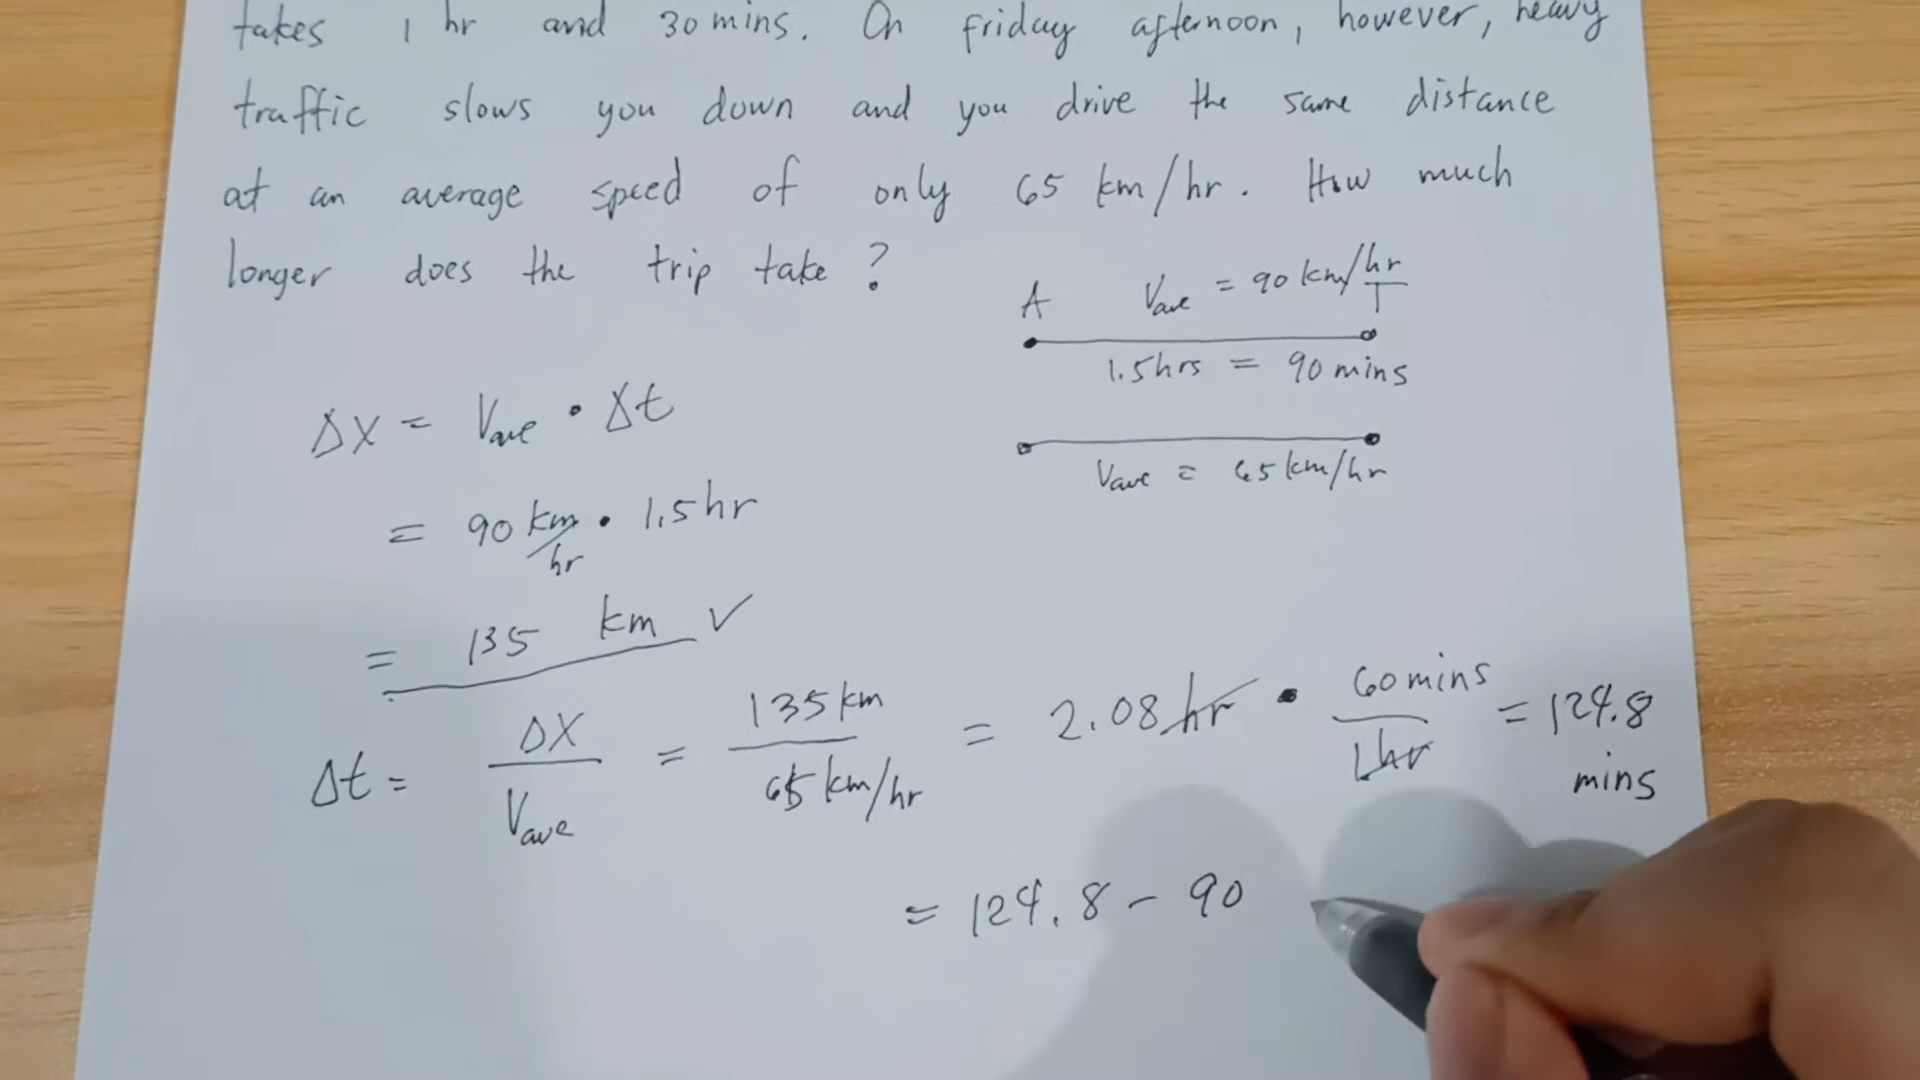 takes 1 hr and 30 mins. On friday afternoon, however, heavy
traffic slows you down and you drive the same distance
at an average speed of only 65 km/hr. How much
longer does the trip take?
A Vave = 90 km/hr T
1.5hrs = 90 mins
Vave = 65 km/hr
Δx = Vave • Δt
= 90 km/hr • 1.5hr
= 135 km ✓
Δt = Δx/Vave = 135 km/65 km/hr = 2.08 hr • 60 mins/1 hr = 124.8 mins
= 124.8 - 90